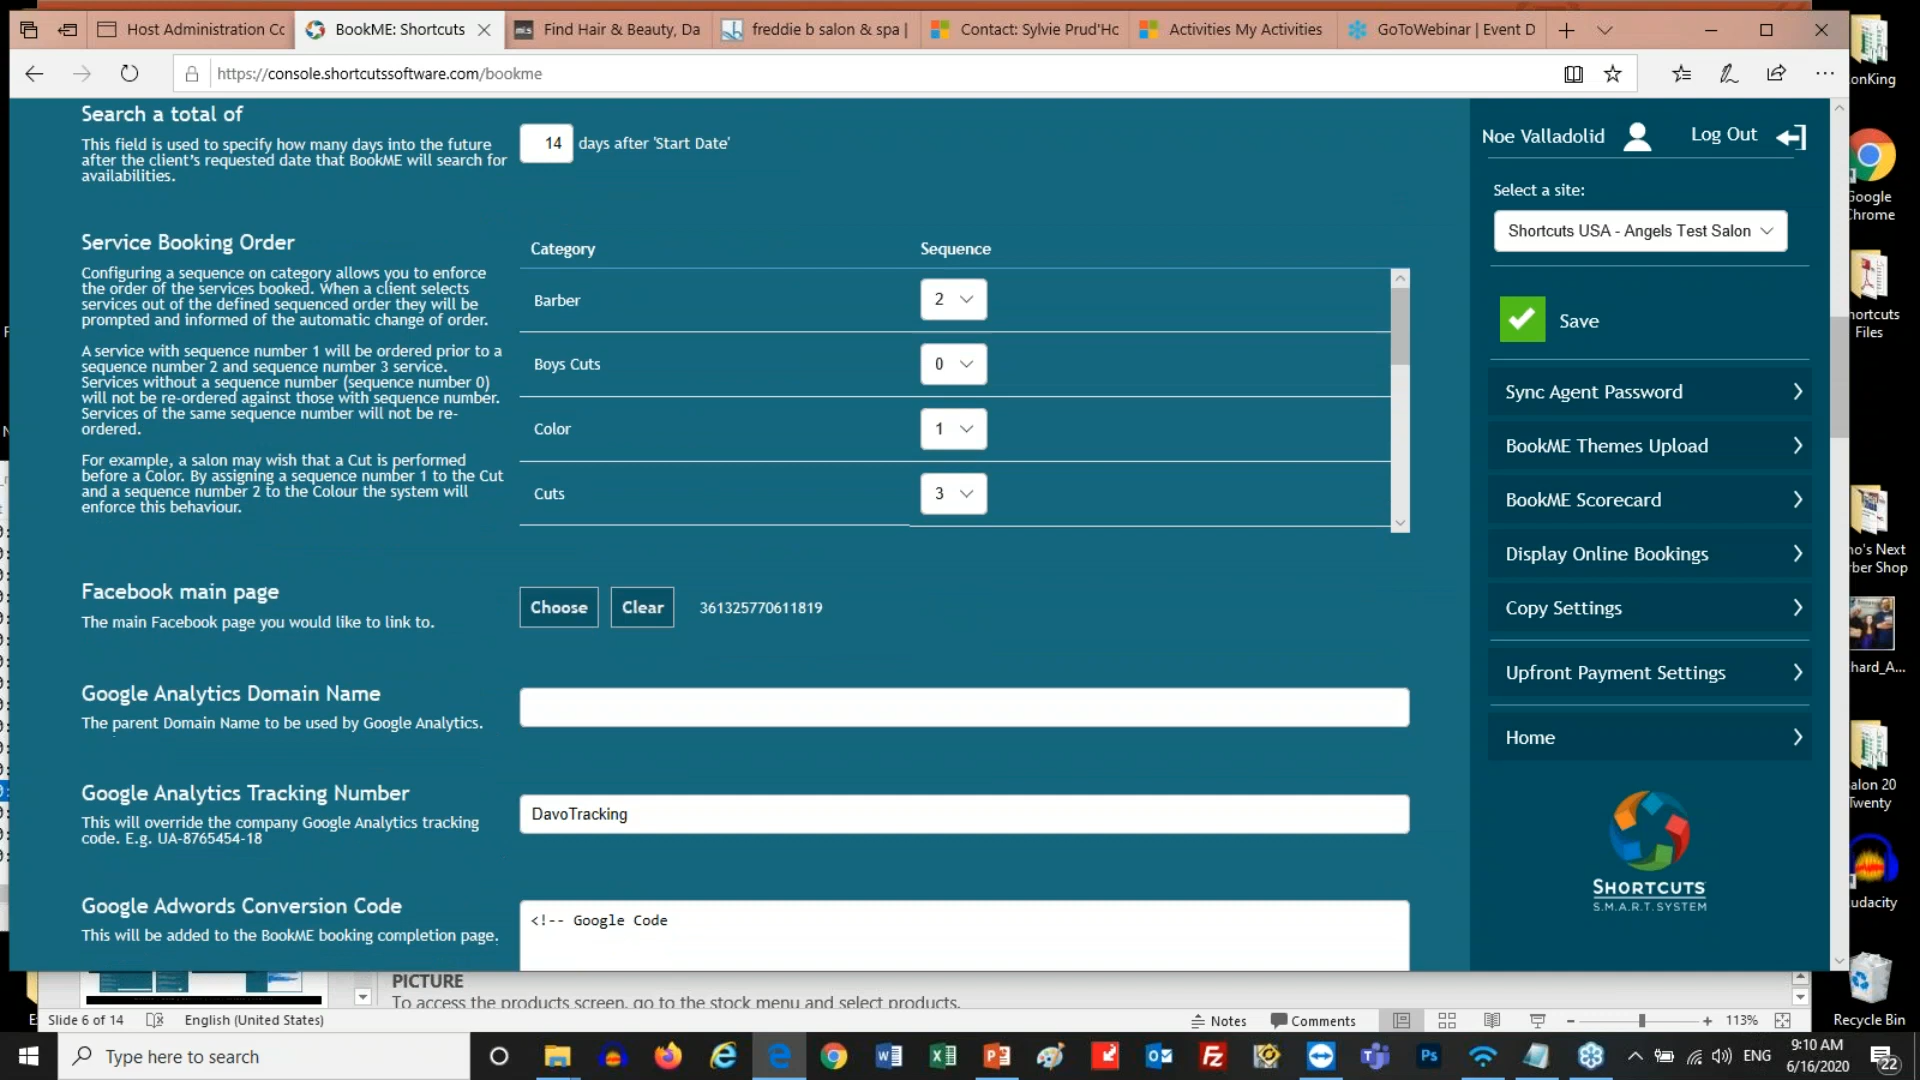 Host Administration Co
BookME: Shortcuts
Find Hair & Beauty, Da
freddie b salon & spa |
Contact: Sylvie Prud'Ho
Activities My Activities
GoToWebinar | Event D
https://console.shortcutssoftware.com/bookme
Search a total of
This field is used to specify how many days into the future
after the client's requested date that BookME will search for
availabilities.
14
days after 'Start Date'
Service Booking Order
Configuring a sequence on category allows you to enforce
the order of the services booked. When a client selects
services out of the defined sequenced order they will be
prompted and informed of the automatic change of order.
A service with sequence number 1 will be ordered prior to a
sequence number 2 and sequence number 3 service.
Services without a sequence number (sequence number 0)
will not be re-ordered against those with sequence number.
Services of the same sequence number will not be re-
ordered.
For example, a salon may wish that a Cut is performed
before a Color. By assigning a sequence number 1 to the Cut
and a sequence number 2 to the Colour the system will
enforce this behaviour.
Category Sequence
Barber 2
Boys Cuts 0
Color 1
Cuts 3
Facebook main page
The main Facebook page you would like to link to.
Choose
Clear
361325770611819
Google Analytics Domain Name
The parent Domain Name to be used by Google Analytics.
Google Analytics Tracking Number
This will override the company Google Analytics tracking
code. E.g. UA-8765454-18
DavoTracking
Google Adwords Conversion Code
This will be added to the BookME booking completion page.
<!-- Google Code
Noe Valladolid
Log Out
Select a site:
Shortcuts USA - Angels Test Salon
Save
Sync Agent Password
BookME Themes Upload
BookME Scorecard
Display Online Bookings
Copy Settings
Upfront Payment Settings
Home
SHORTCUTS
S.M.A.R.T.SYSTEM
onKing
Google
hrome
ortcuts
Files
o's Next
ber Shop
hard_A...
alon 20
Twenty
udacity
Recycle Bin
PICTURE
To access the products screen, go to the stock menu and select products.
Slide 6 of 14
English (United States)
Notes
Comments
113%
Type here to search
ENG
9:10 AM
6/16/2020
22